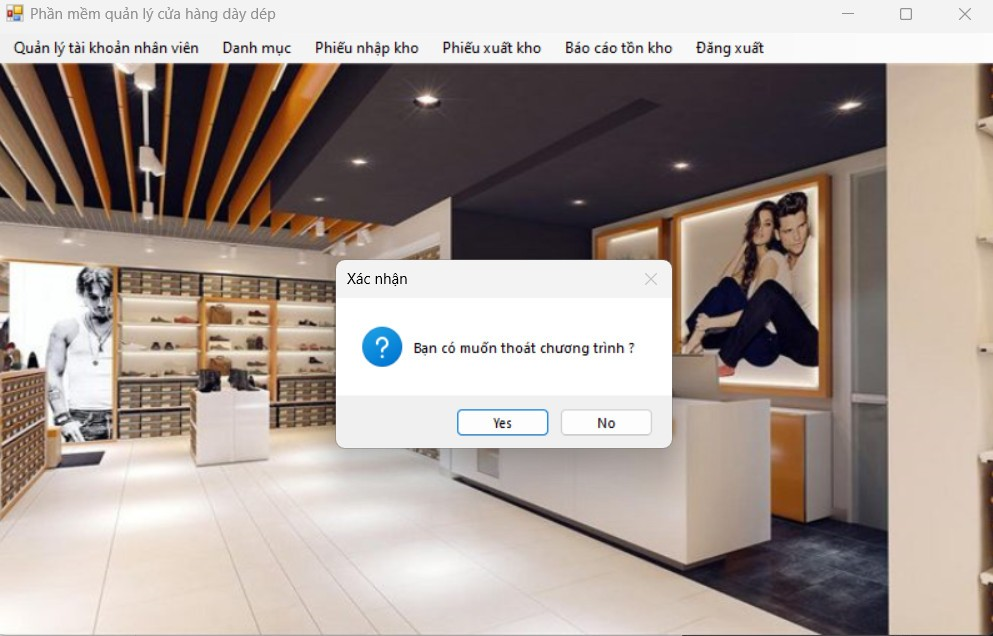 Phần mềm quản lý cửa hàng dày dép
Quản lý tài khoản nhân viên Danh mục Phiếu nhập kho Phiếu xuất kho Báo cáo tồn kho Đăng xuất
Xác nhận
Bạn có muốn thoát chương trình ?
Yes No